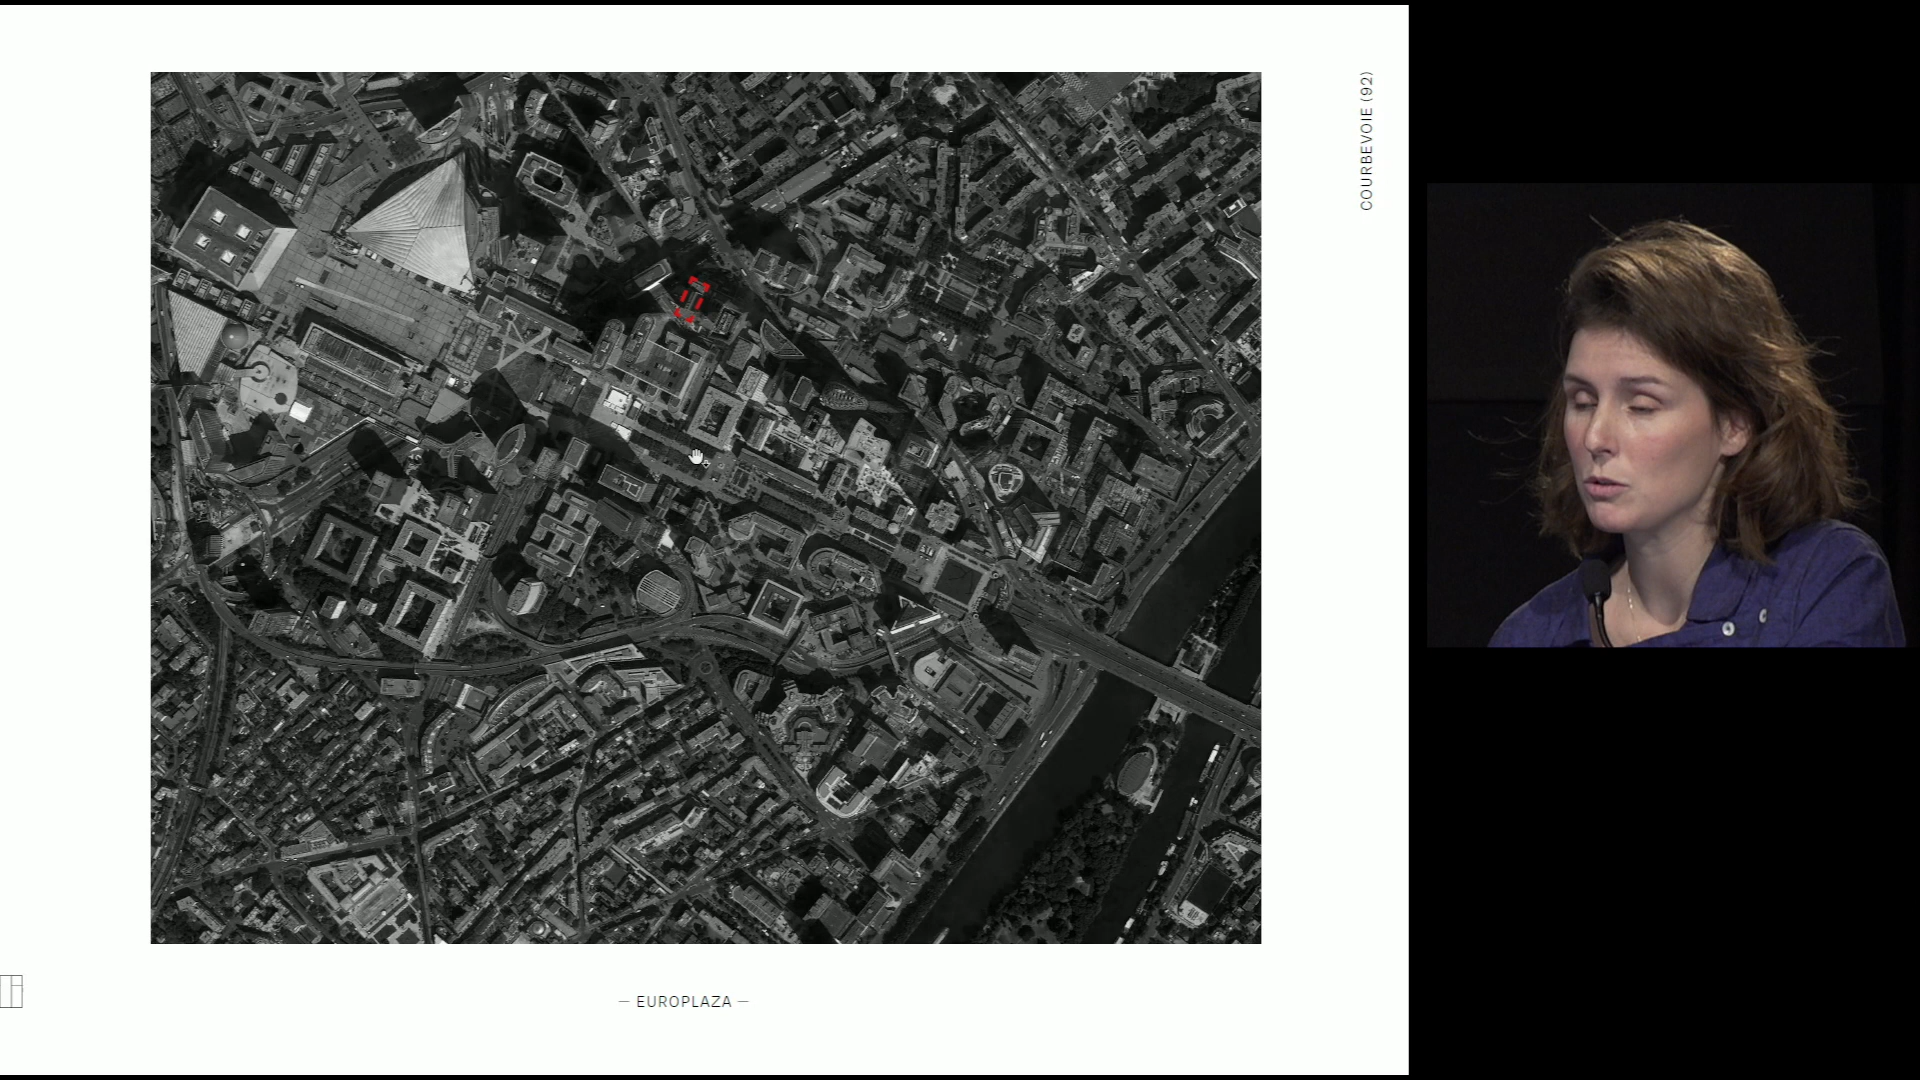 COURBEVOIE (92)
— EUROPLAZA —